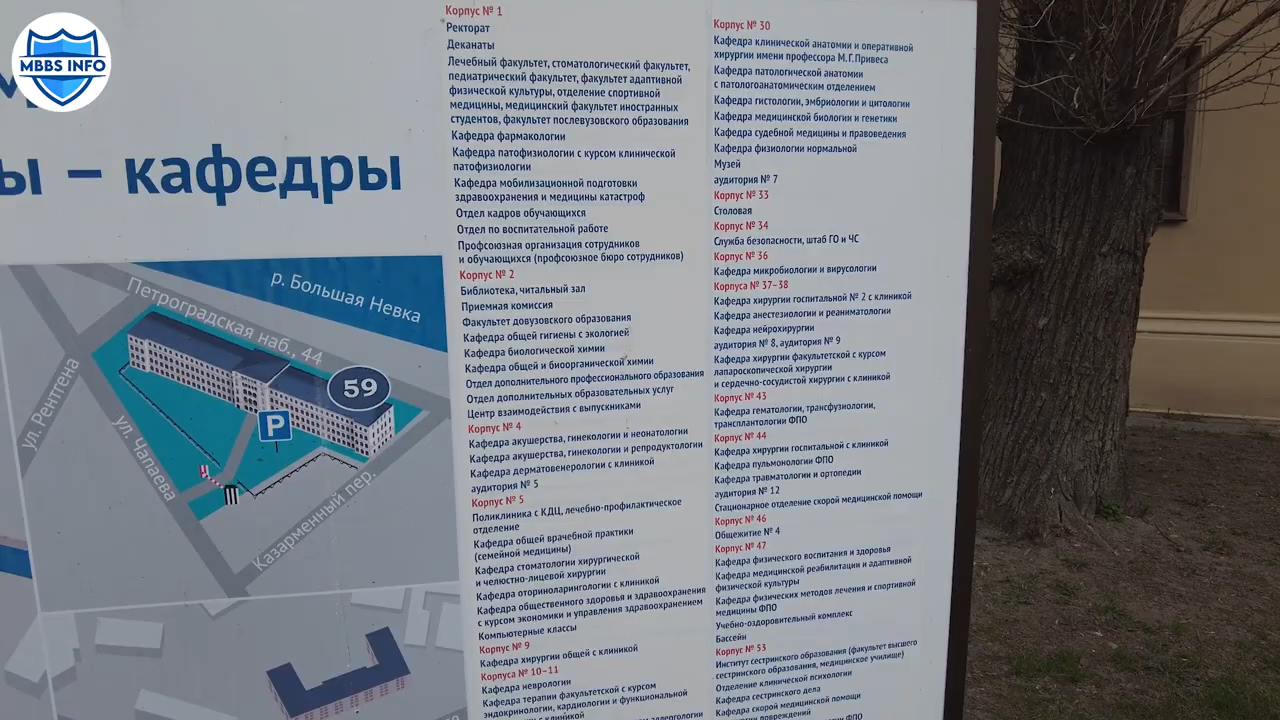 MBBS INFO
ы – кафедры
р. Большая Невка
Петроградская наб., 44
59
P
ул. Рентгена
ул. Чапаева
Казарменный пер.
Корпус № 1
Ректорат
Деканаты
Лечебный факультет, стоматологический факультет,
педиатрический факультет, факультет адаптивной
физической культуры, отделение спортивной
медицины, медицинский факультет иностранных
студентов, факультет послевузовского образования
Кафедра фармакологии
Кафедра патофизиологии с курсом клинической
патофизиологии
Кафедра мобилизационной подготовки
здравоохранения и медицины катастроф
Отдел кадров обучающихся
Отдел по воспитательной работе
Профсоюзная организация сотрудников
и обучающихся (профсоюзное бюро сотрудников)
Корпус № 2
Библиотека, читальный зал
Приемная комиссия
Факультет довузовского образования
Кафедра общей гигиены с экологией
Кафедра биологической химии
Кафедра общей и биоорганической химии
Отдел дополнительного профессионального образования
Отдел дополнительных образовательных услуг
Центр взаимодействия с выпускниками
Корпус № 4
Кафедра акушерства, гинекологии и неонатологии
Кафедра акушерства, гинекологии и репродуктологии
Кафедра дерматовенерологии с клиникой
аудитория № 5
Корпус № 5
Поликлиника с КДЦ, лечебно-профилактическое
отделение
Кафедра общей врачебной практики
(семейной медицины)
Кафедра стоматологии хирургической
и челюстно-лицевой хирургии
Кафедра оториноларингологии с клиникой
Кафедра общественного здоровья и здравоохранения
с курсом экономики и управления здравоохранением
Компьютерные классы
Корпус № 9
Кафедра хирургии общей с клиникой
Корпуса № 10–11
Кафедра неврологии
Кафедра терапии факультетской с курсом
эндокринологии, кардиологии и функциональной
с клиникой
аллергологии
Корпус № 30
Кафедра клинической анатомии и оперативной
хирургии имени профессора М.Г.Привеса
Кафедра патологической анатомии
с патологоанатомическим отделением
Кафедра гистологии, эмбриологии и цитологии
Кафедра медицинской биологии и генетики
Кафедра судебной медицины и правоведения
Кафедра физиологии нормальной
Музей
аудитория № 7
Корпус № 33
Столовая
Корпус № 34
Служба безопасности, штаб ГО и ЧС
Корпус № 36
Кафедра микробиологии и вирусологии
Корпуса № 37–38
Кафедра хирургии госпитальной № 2 с клиникой
Кафедра анестезиологии и реаниматологии
Кафедра нейрохирургии
аудитория № 8, аудитория № 9
Кафедра хирургии факультетской с курсом
лапароскопической хирургии
и сердечно-сосудистой хирургии с клиникой
Корпус № 43
Кафедра гематологии, трансфузиологии,
трансплантологии ФПО
Корпус № 44
Кафедра хирургии госпитальной с клиникой
Кафедра пульмонологии ФПО
Кафедра травматологии и ортопедии
аудитория № 12
Стационарное отделение скорой медицинской помощи
Корпус № 46
Общежитие № 4
Корпус № 47
Кафедра физического воспитания и здоровья
Кафедра медицинской реабилитации и адаптивной
физической культуры
Кафедра физических методов лечения и спортивной
медицины ФПО
Учебно-оздоровительный комплекс
Бассейн
Корпус № 53
Институт сестринского образования (факультет высшего
сестринского образования, медицинское училище)
Отделение клинической психологии
Кафедра сестринского дела
Кафедра скорой медицинской помощи
повреждений
ФПО